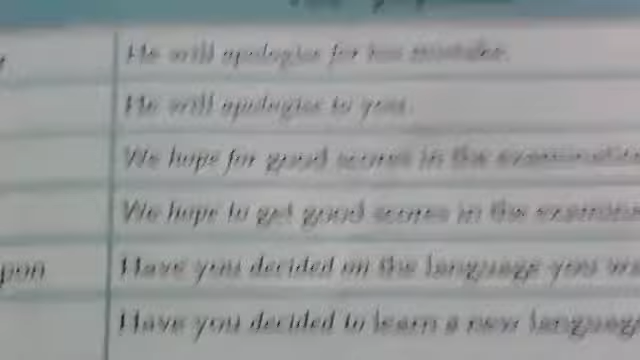 He will apologise for his mistake.
He will apologise to you.
We hope for good scores in the
We hope to get good scores in the
pon Have you decided on the language you
Have you decided to learn a new language